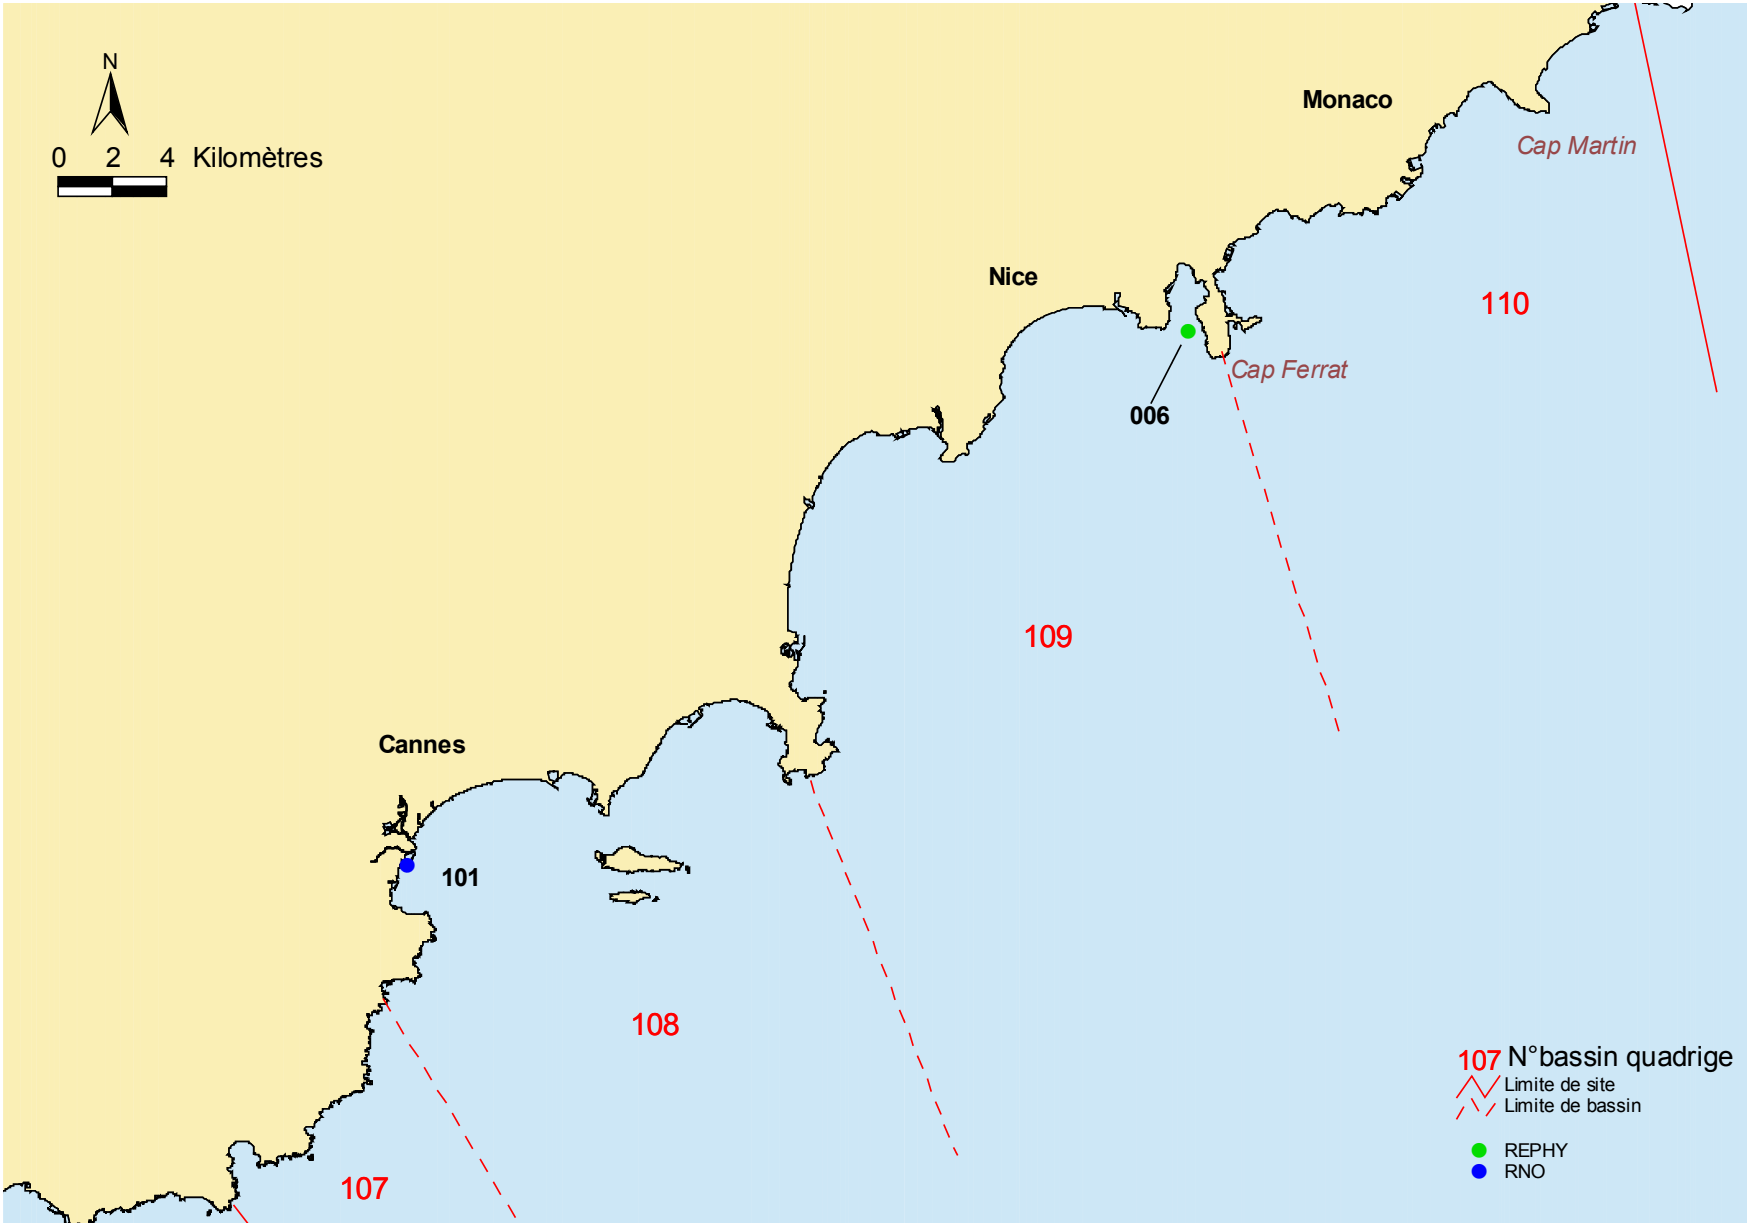 N
0 2 4 Kilomètres
Monaco
Cap Martin
Nice
110
Cap Ferrat
006
109
Cannes
101
108
107
107 N°bassin quadrige
Limite de site
Limite de bassin
REPHY
RNO